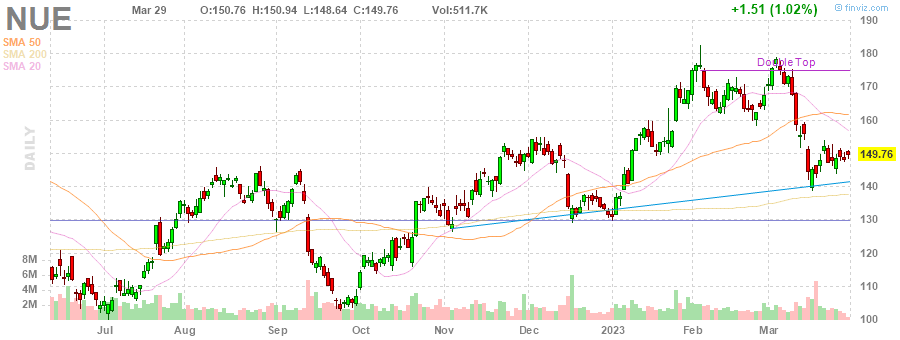 NUE Mar 29 O:150.76 H:150.94 L:148.64 C:149.76 Vol:511.7K +1.51 (1.02%) © finviz.com
SMA 50
SMA 200
SMA 20
DAILY
Double Top
190
180
170
160
149.76
140
130
120
110
100
8M
6M
4M
2M
Jul Aug Sep Oct Nov Dec 2023 Feb Mar